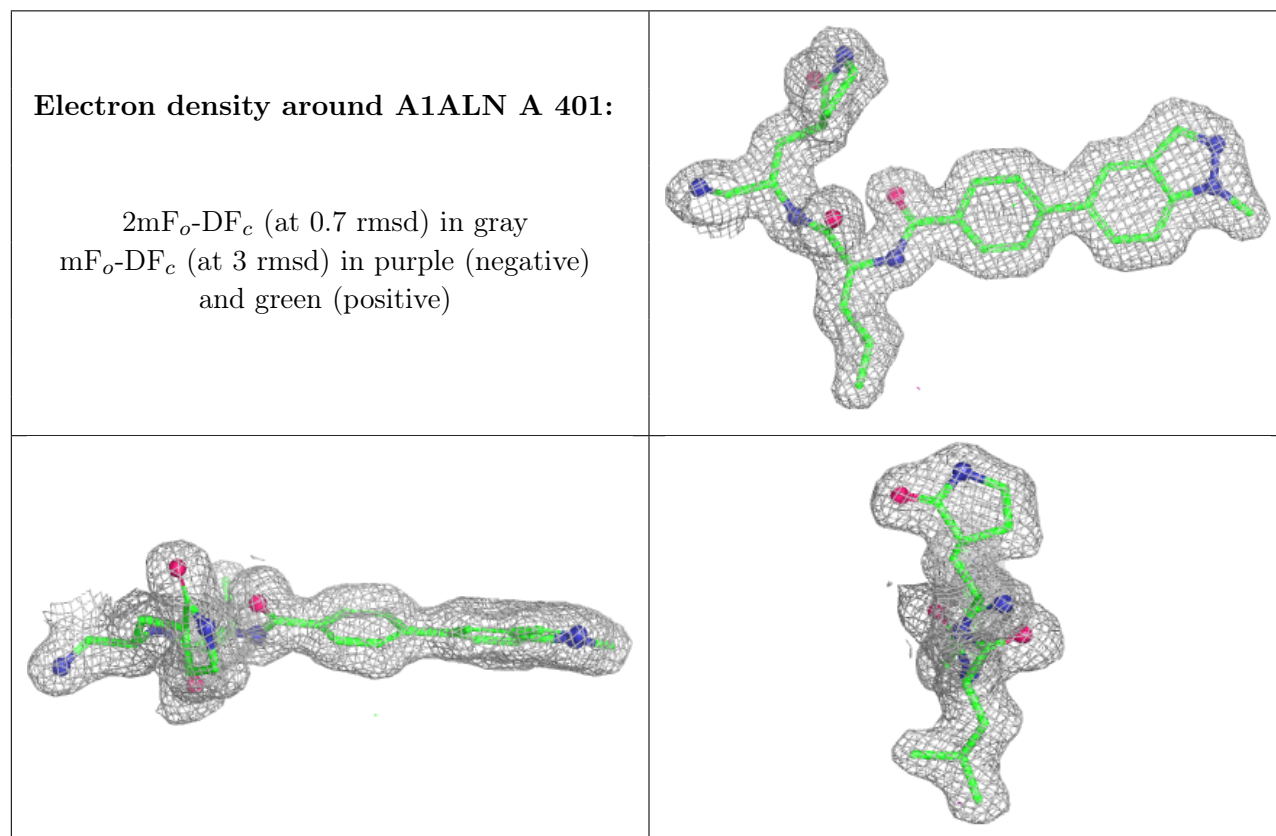 Electron density around A1ALN A 401:
2mFₒ-DF𝒸 (at 0.7 rmsd) in gray
mFₒ-DF𝒸 (at 3 rmsd) in purple (negative)
and green (positive)